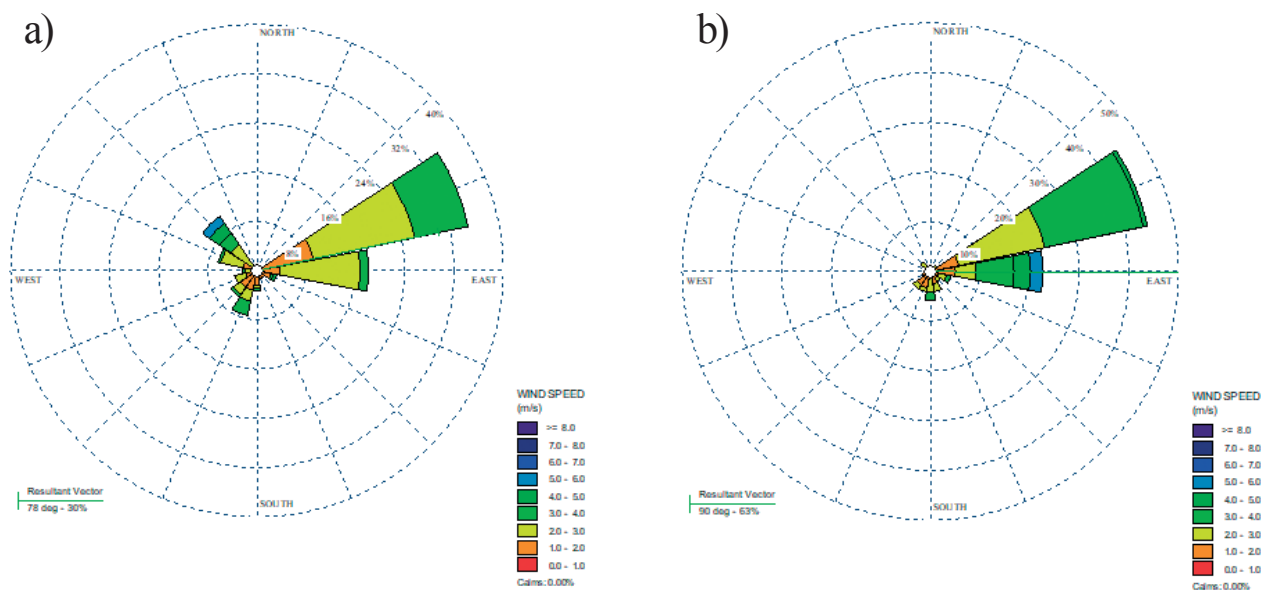 a)
NORTH
40%
32%
24%
16%
8%
WEST
EAST
SOUTH
WIND SPEED
(m/s)
>= 8.0
7.0 - 8.0
6.0 - 7.0
5.0 - 6.0
4.0 - 5.0
3.0 - 4.0
2.0 - 3.0
1.0 - 2.0
0.0 - 1.0
Calms: 0.00%
Resultant Vector
78 deg - 30%
b)
NORTH
50%
40%
30%
20%
10%
WEST
EAST
SOUTH
WIND SPEED
(m/s)
>= 8.0
7.0 - 8.0
6.0 - 7.0
5.0 - 6.0
4.0 - 5.0
3.0 - 4.0
2.0 - 3.0
1.0 - 2.0
0.0 - 1.0
Calms: 0.00%
Resultant Vector
90 deg - 63%